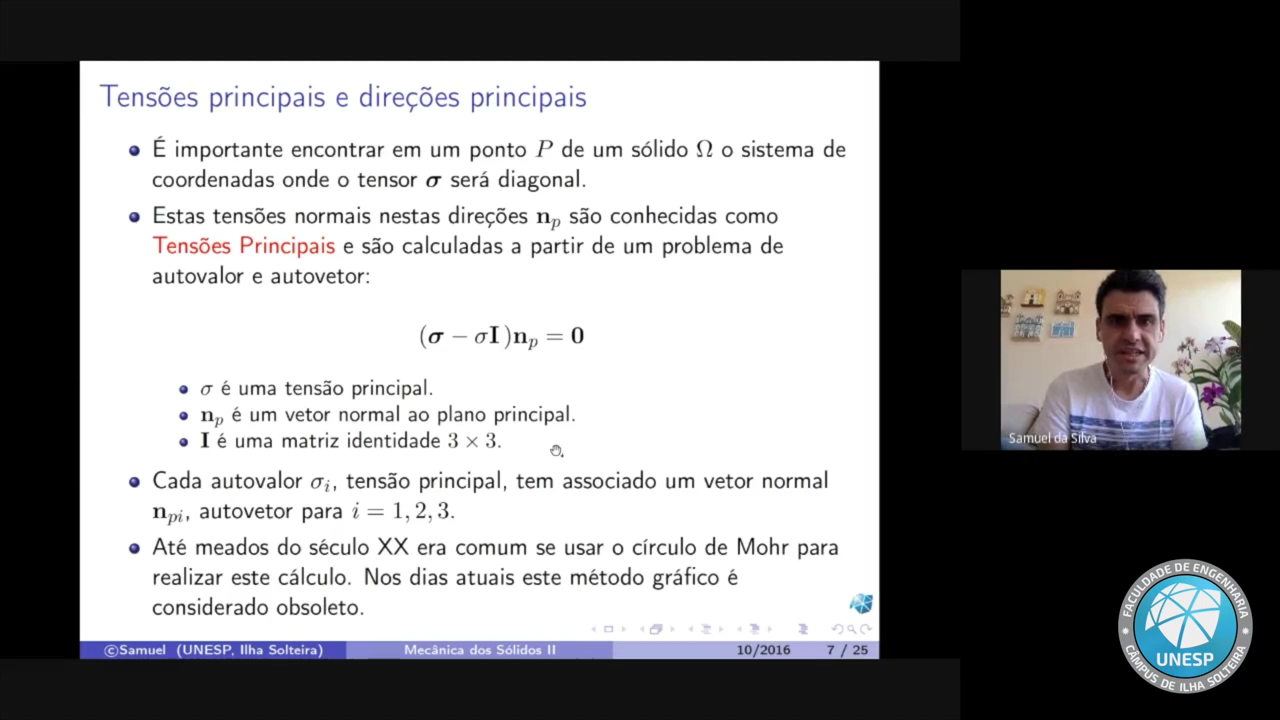 Tensões principais e direções principais
É importante encontrar em um ponto P de um sólido Ω o sistema de
coordenadas onde o tensor σ será diagonal.
Estas tensões normais nestas direções nₚ são conhecidas como
Tensões Principais e são calculadas a partir de um problema de
autovalor e autovetor:
(σ − σI)nₚ = 0
σ é uma tensão principal.
nₚ é um vetor normal ao plano principal.
I é uma matriz identidade 3 × 3.
Cada autovalor σᵢ, tensão principal, tem associado um vetor normal
nₚᵢ, autovetor para i = 1, 2, 3.
Até meados do século XX era comum se usar o círculo de Mohr para
realizar este cálculo. Nos dias atuais este método gráfico é
considerado obsoleto.
©Samuel (UNESP, Ilha Solteira) Mecânica dos Sólidos II 10/2016 7 / 25
Samuel da Silva
FACULDADE DE ENGENHARIA
UNESP
CÂMPUS DE ILHA SOLTEIRA